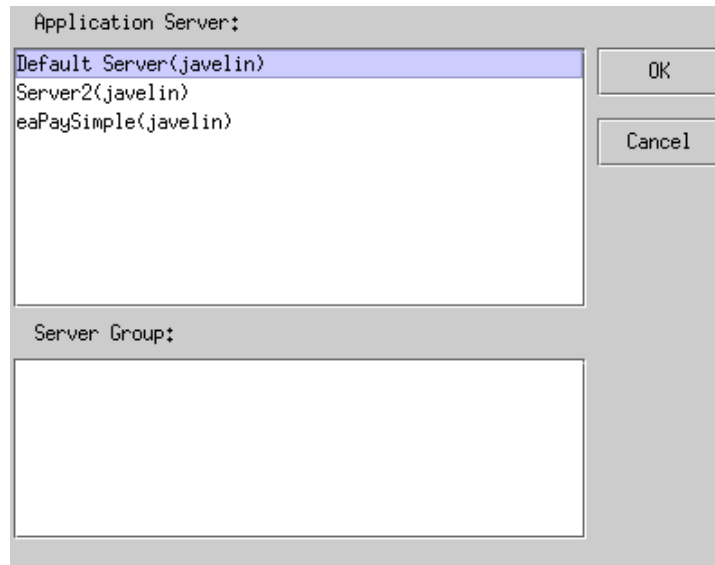 Application Server:
Default Server(javelin)
OK
Server2(javelin)
eaPaySimple(javelin)
Cancel
Server Group: